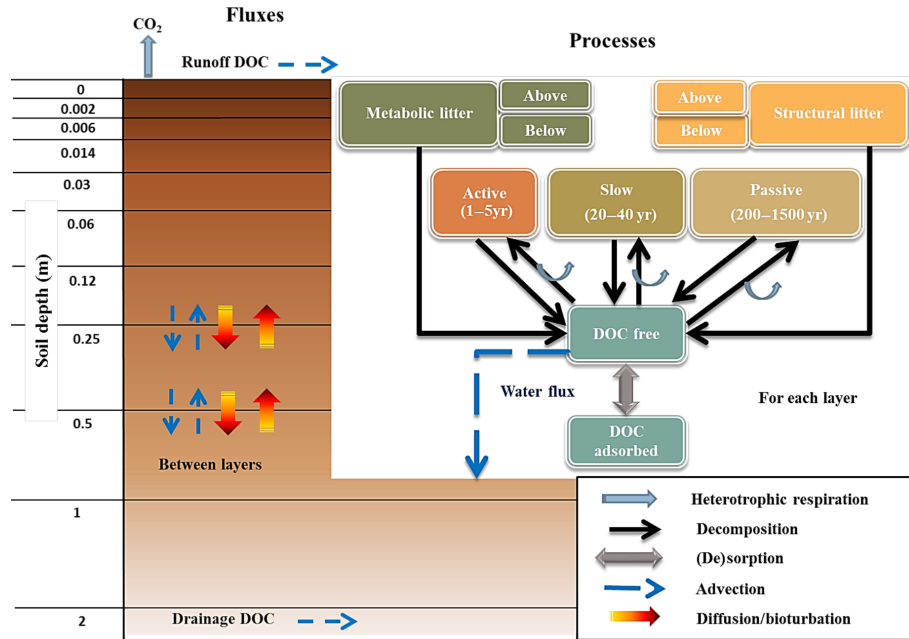 Fluxes
CO2
Runoff DOC
Processes
0
0.002
0.006
0.014
0.03
0.06
0.12
0.25
0.5
1
2
Soil depth (m)
Between layers
Drainage DOC
Metabolic litter
Above
Below
Above
Below
Structural litter
Active
(1–5yr)
Slow
(20–40 yr)
Passive
(200–1500 yr)
DOC free
Water flux
For each layer
DOC
adsorbed
Heterotrophic respiration
Decomposition
(De)sorption
Advection
Diffusion/bioturbation